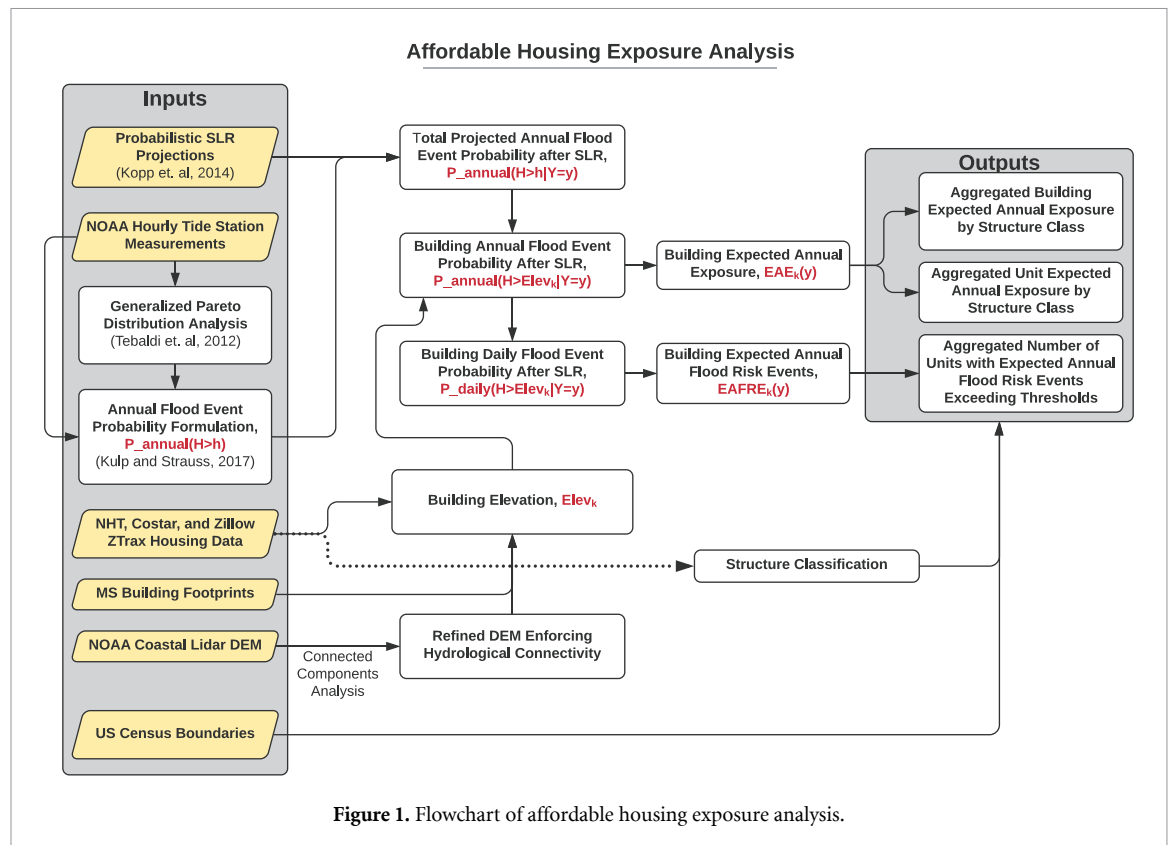 Affordable Housing Exposure Analysis
Inputs
Probabilistic SLR
Projections
(Kopp et. al, 2014)
NOAA Hourly Tide Station
Measurements
Generalized Pareto
Distribution Analysis
(Tebaldi et. al, 2012)
Annual Flood Event
Probability Formulation,
P_annual(H>h)
(Kulp and Strauss, 2017)
NHT, Costar, and Zillow
ZTrax Housing Data
MS Building Footprints
NOAA Coastal Lidar DEM
US Census Boundaries
Connected
Components
Analysis
Total Projected Annual Flood
Event Probability after SLR,
P_annual(H>h|Y=y)
Building Annual Flood Event
Probability After SLR,
P_annual(H>Elevₖ|Y=y)
Building Daily Flood Event
Probability After SLR,
P_daily(H>Elevₖ|Y=y)
Building Elevation, Elevₖ
Refined DEM Enforcing
Hydrological Connectivity
Building Expected Annual
Exposure, EAEₖ(y)
Building Expected Annual
Flood Risk Events,
EAFREₖ(y)
Structure Classification
Outputs
Aggregated Building
Expected Annual Exposure
by Structure Class
Aggregated Unit Expected
Annual Exposure by
Structure Class
Aggregated Number of
Units with Expected Annual
Flood Risk Events
Exceeding Thresholds
Figure 1. Flowchart of affordable housing exposure analysis.